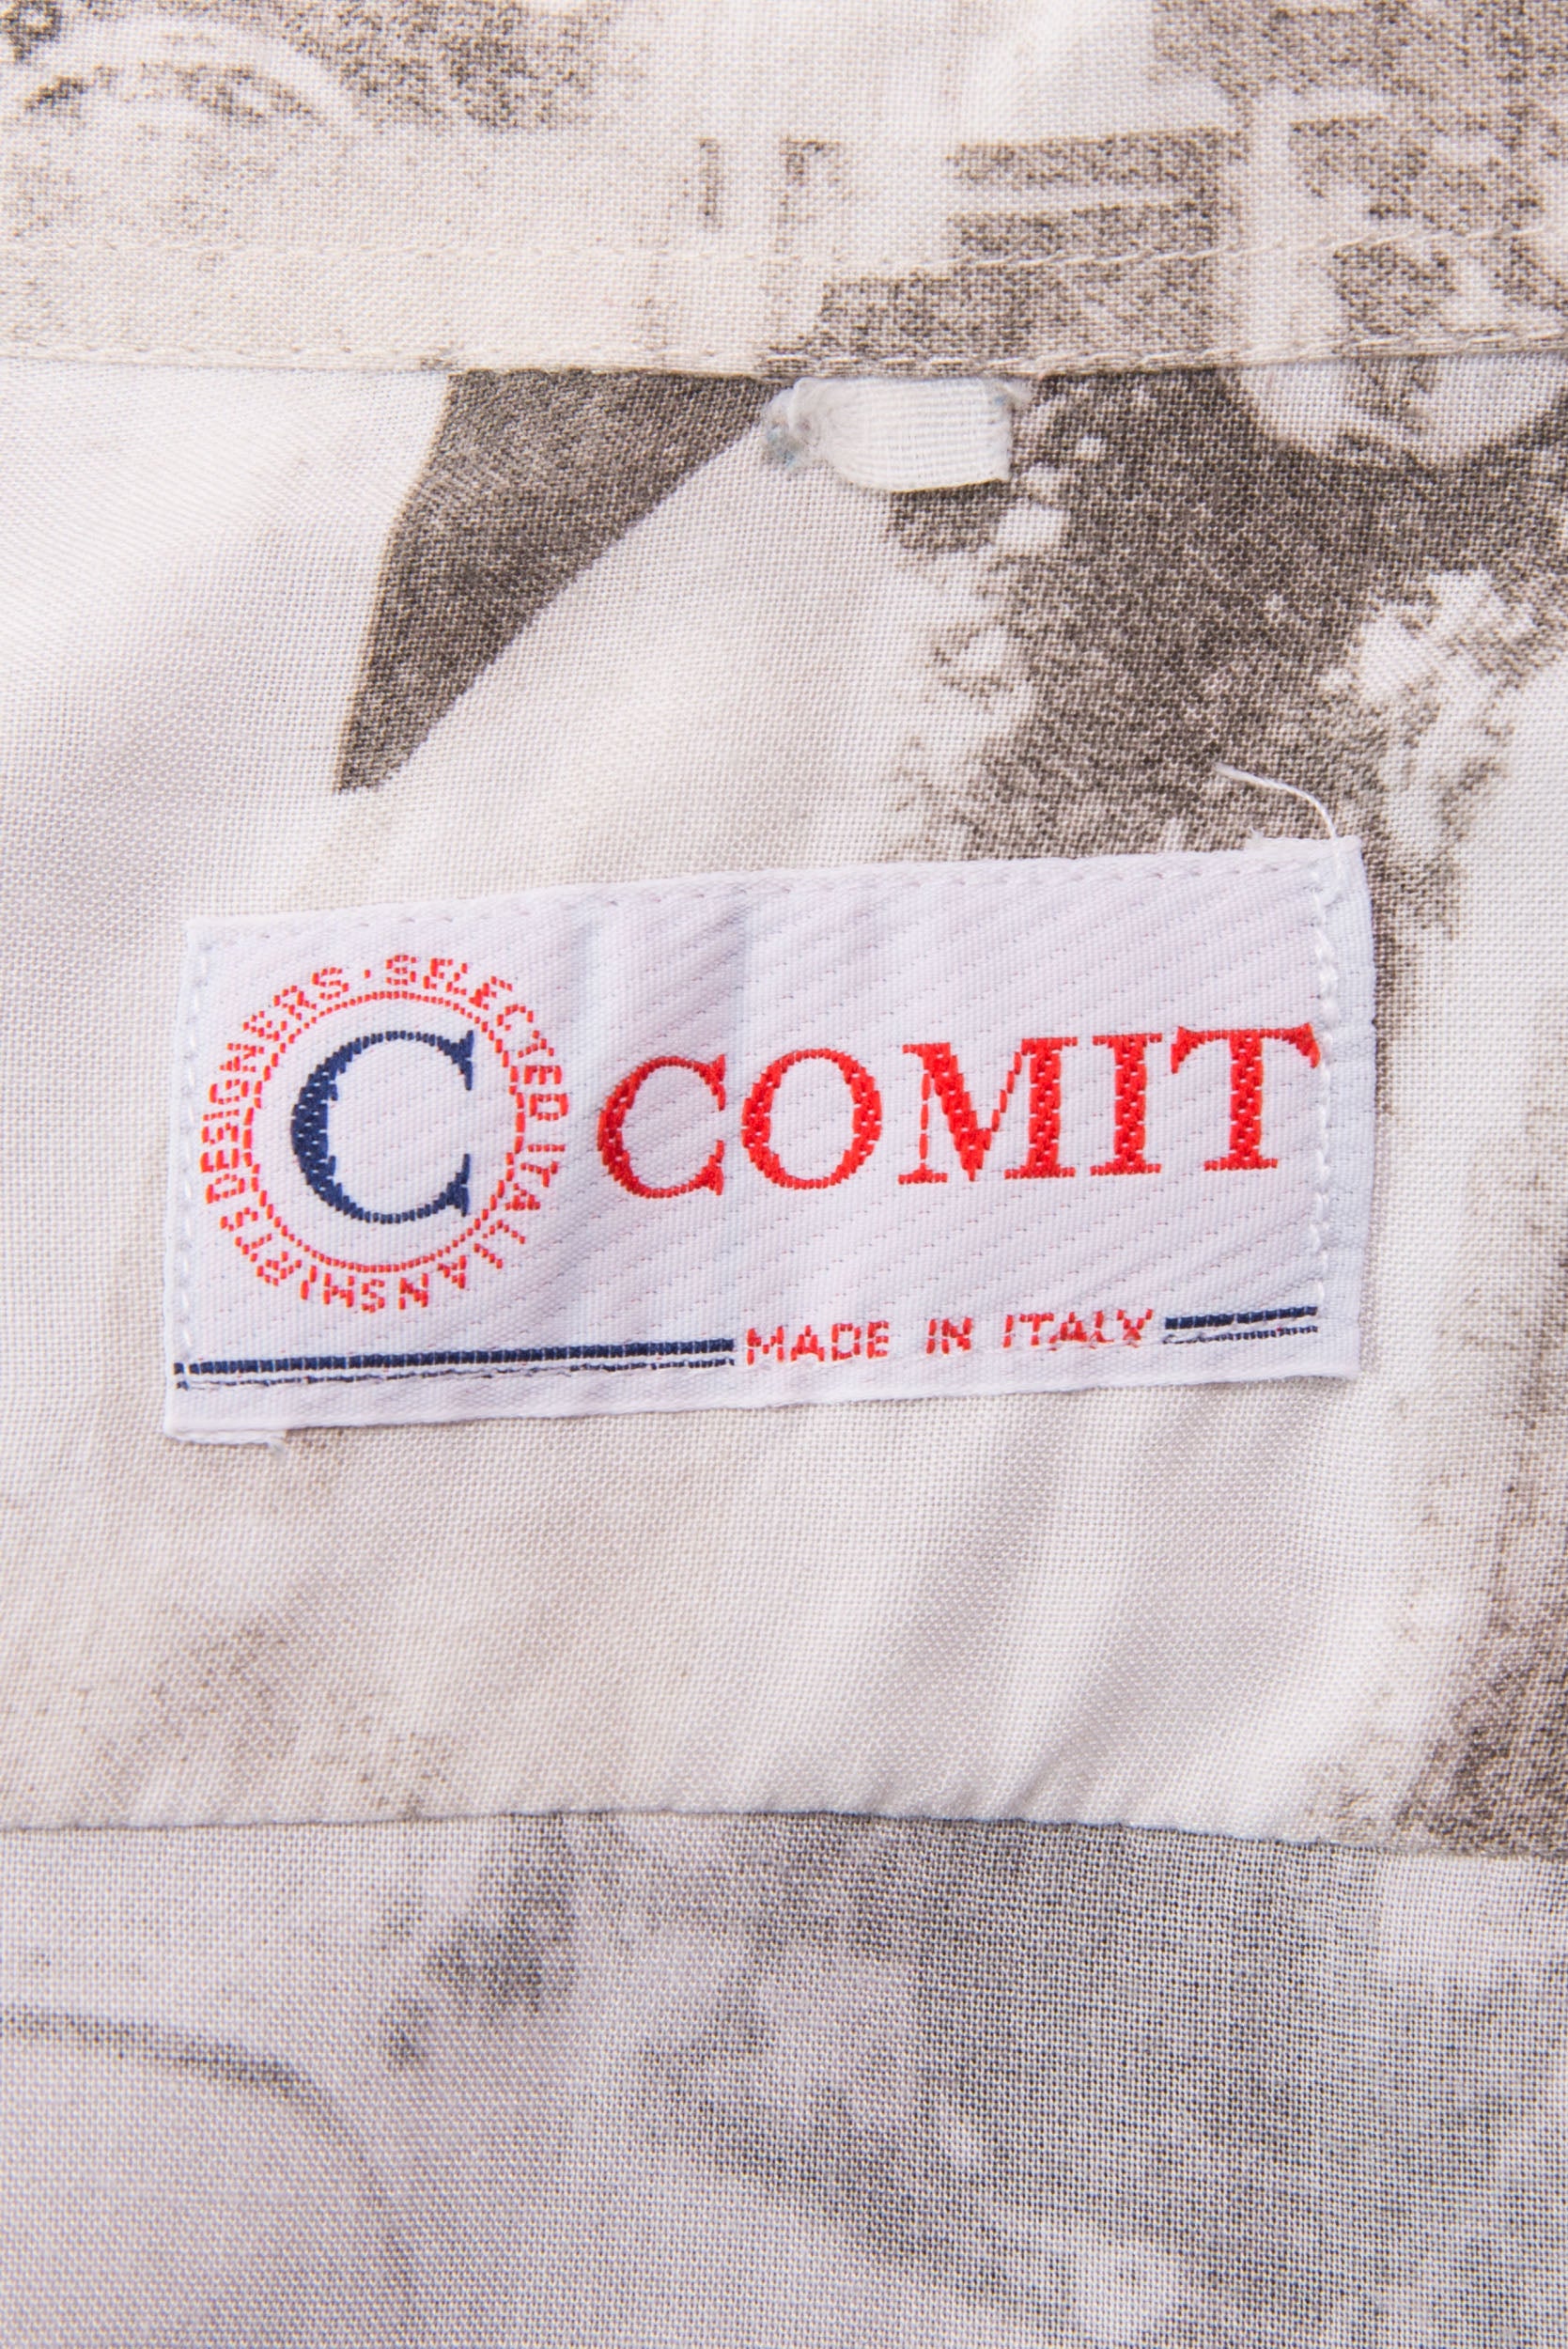 SELECTED ITALIAN SHIRTS DESIGNERS ·
C
COMIT
MADE IN ITALY